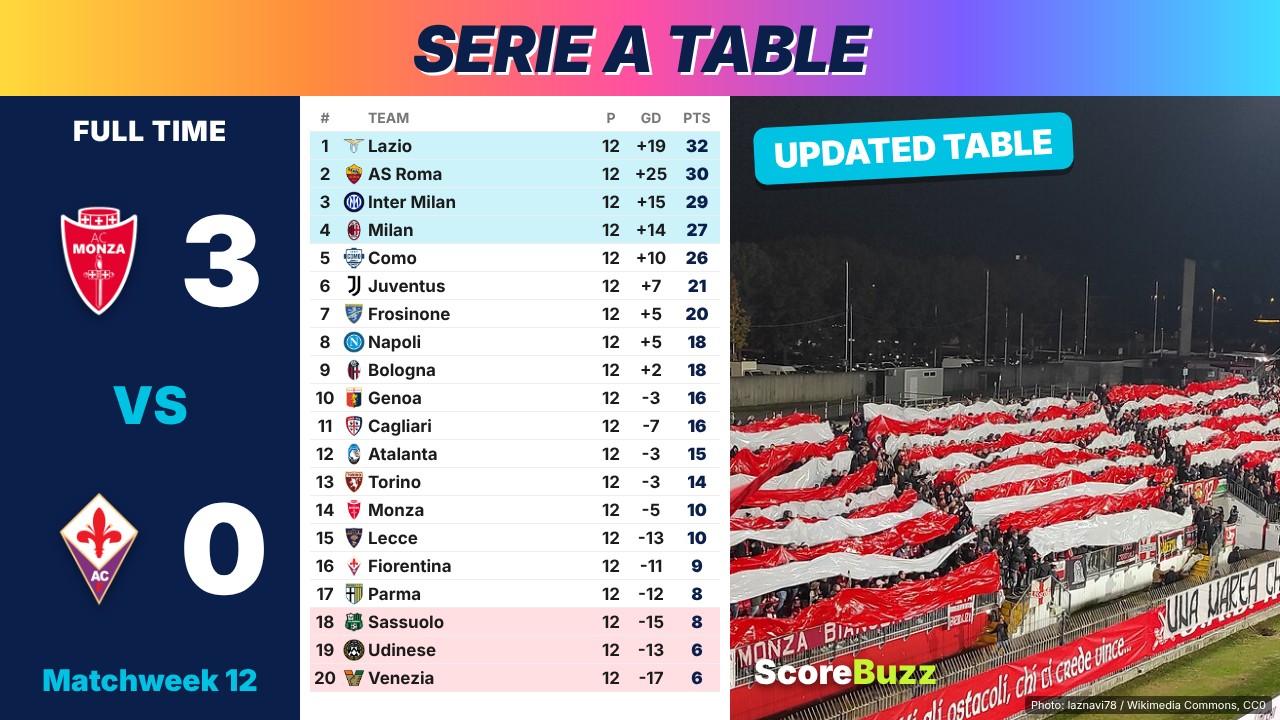 SERIE A TABLE
FULL TIME
AC
MONZA
3
VS
AC
0
Matchweek 12
# TEAM P GD PTS
1 Lazio 12 +19 32
2 AS Roma 12 +25 30
3 Inter Milan 12 +15 29
4 Milan 12 +14 27
5 Como 12 +10 26
6 Juventus 12 +7 21
7 Frosinone 12 +5 20
8 Napoli 12 +5 18
9 Bologna 12 +2 18
10 Genoa 12 -3 16
11 Cagliari 12 -7 16
12 Atalanta 12 -3 15
13 Torino 12 -3 14
14 Monza 12 -5 10
15 Lecce 12 -13 10
16 Fiorentina 12 -11 9
17 Parma 12 -12 8
18 Sassuolo 12 -15 8
19 Udinese 12 -13 6
20 Venezia 12 -17 6
UPDATED TABLE
UNA MAREA
MONZA
ScoreBuzz
gli ostacoli, chi ci crede vince...
Photo: laznavi78 / Wikimedia Commons, CC0